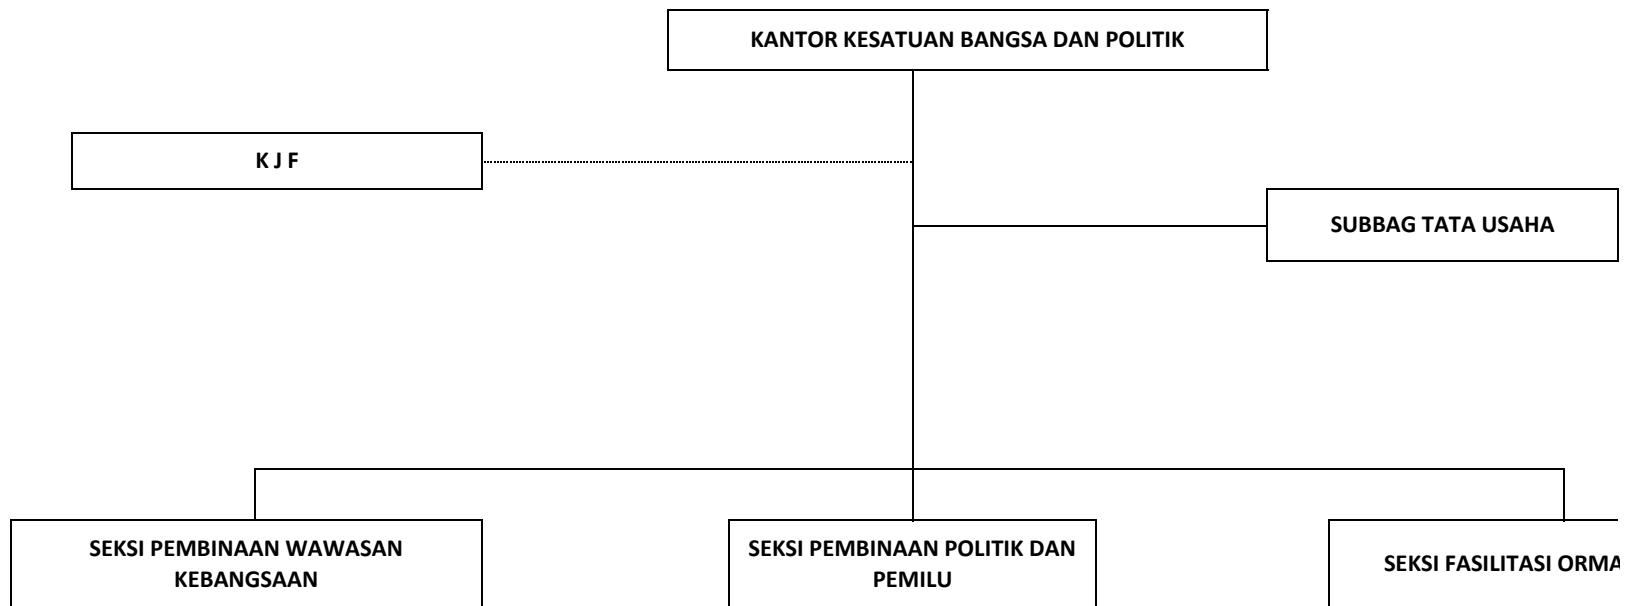 KANTOR KESATUAN BANGSA DAN POLITIK
K J F
SUBBAG TATA USAHA
SEKSI PEMBINAAN WAWASAN
KEBANGSAAN
SEKSI PEMBINAAN POLITIK DAN
PEMILU
SEKSI FASILITASI ORMA